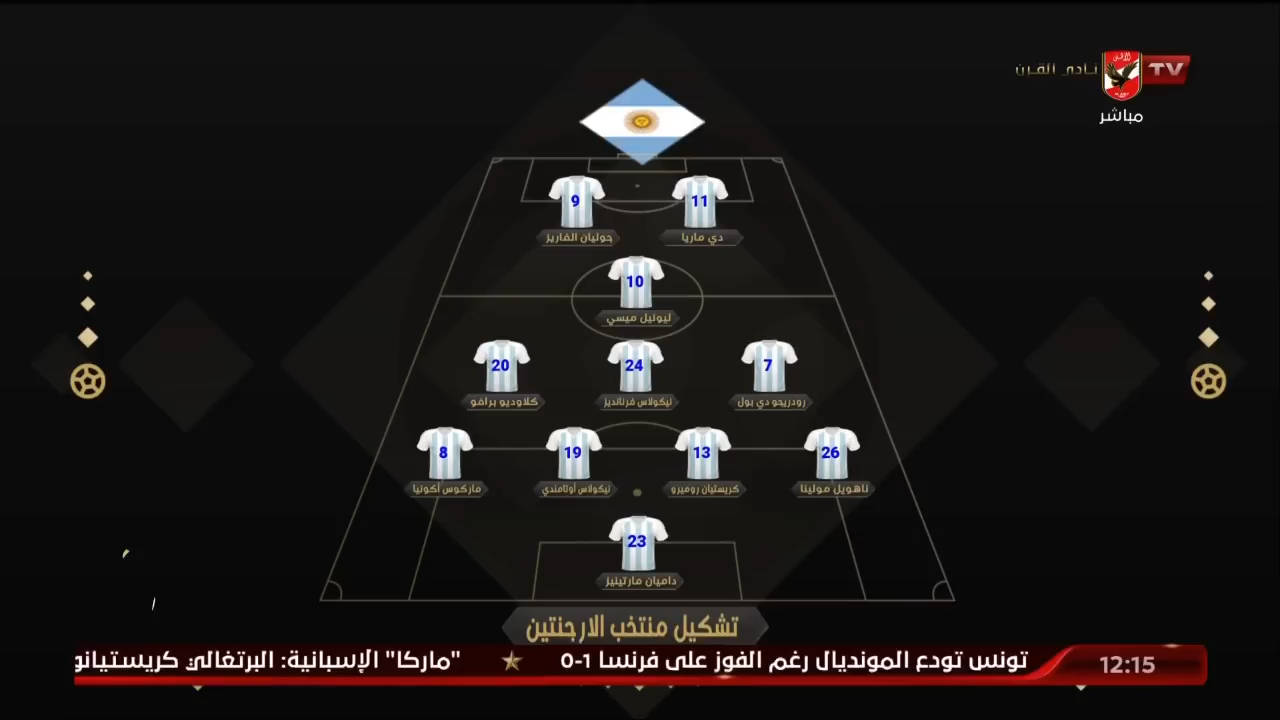 نادي القرن
TV
مباشر
9
11
جوليان الفاريز
دي ماريا
10
ليونيل ميسي
20
24
7
كلاوديو برافو
نيكولاس فرنانديز
رودريجو دي بول
8
19
13
26
ماركوس أكونيا
نيكولاس أوتامندي
كريستيان روميرو
ناهويل مولينا
23
داميان مارتينيز
تشكيل منتخب الارجنتين
12:15
تونس تودع المونديال رغم الفوز على فرنسا 1-0
"ماركا" الإسبانية: البرتغالي كريستيانو